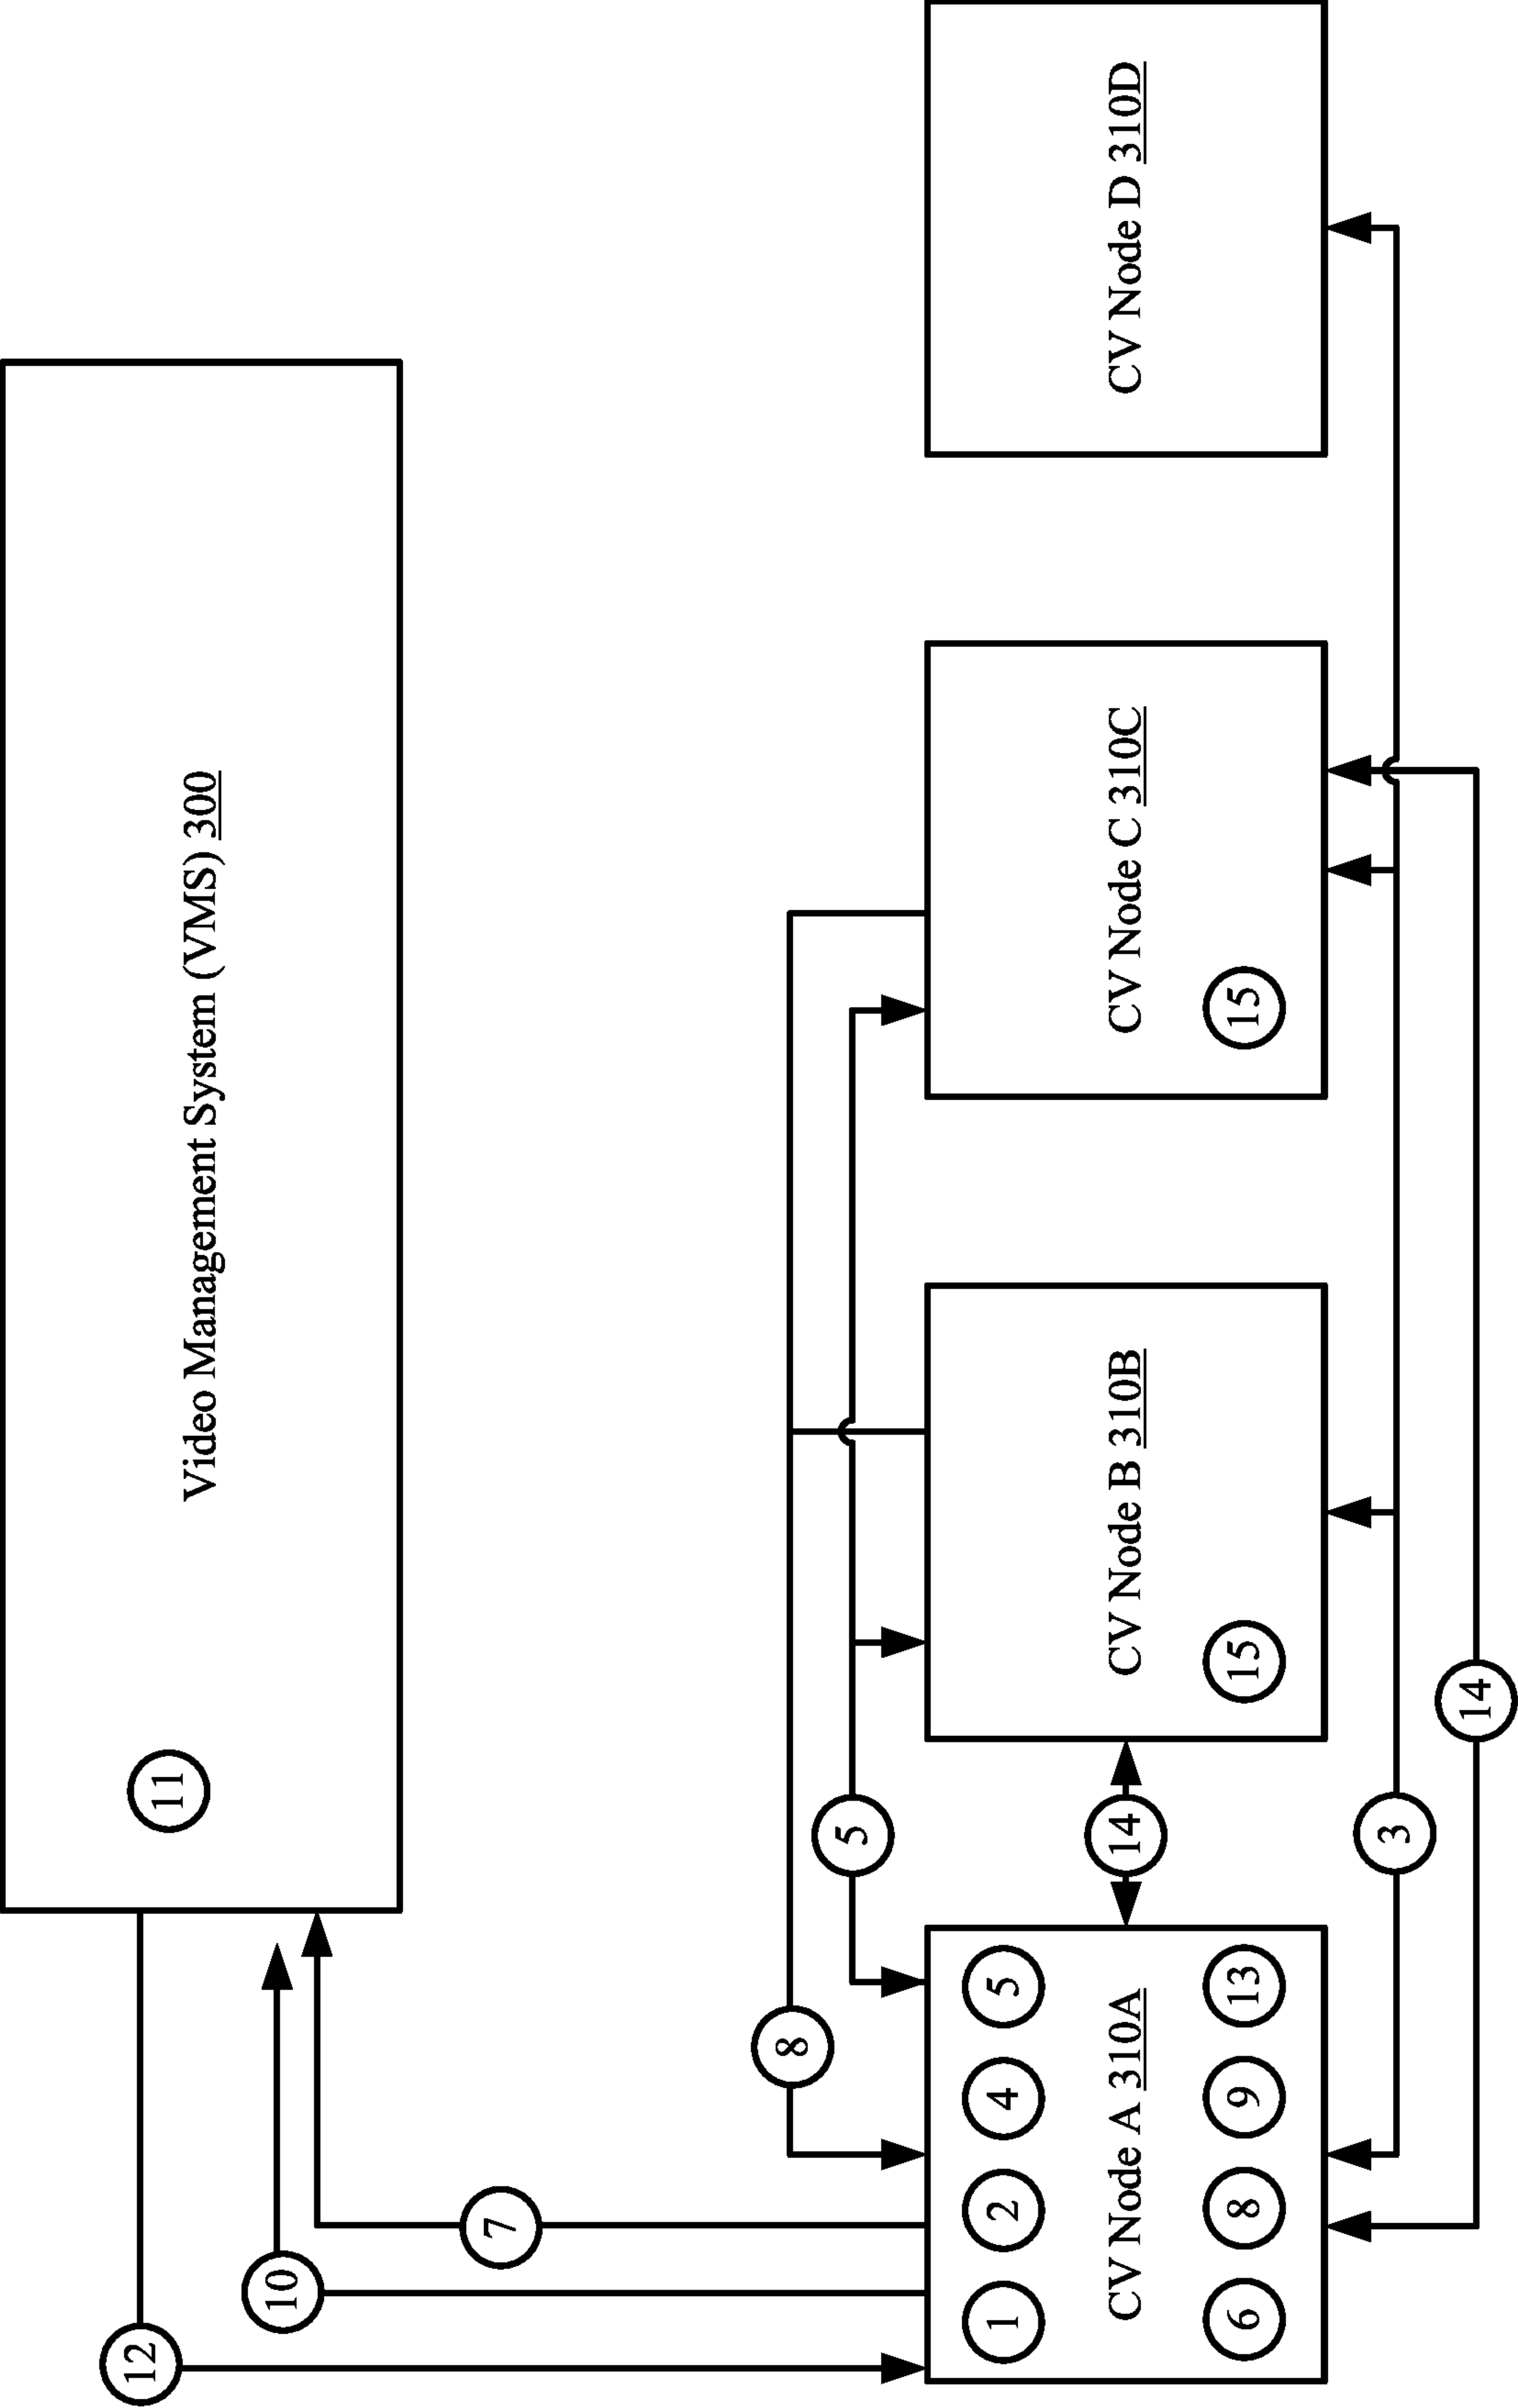 12
11
Video Management System (VMS) 300
10
7
8
5
1 2 4 5
CV Node A 310A
6 8 9 13
14
CV Node B 310B
15
CV Node C 310C
15
CV Node D 310D
3
14